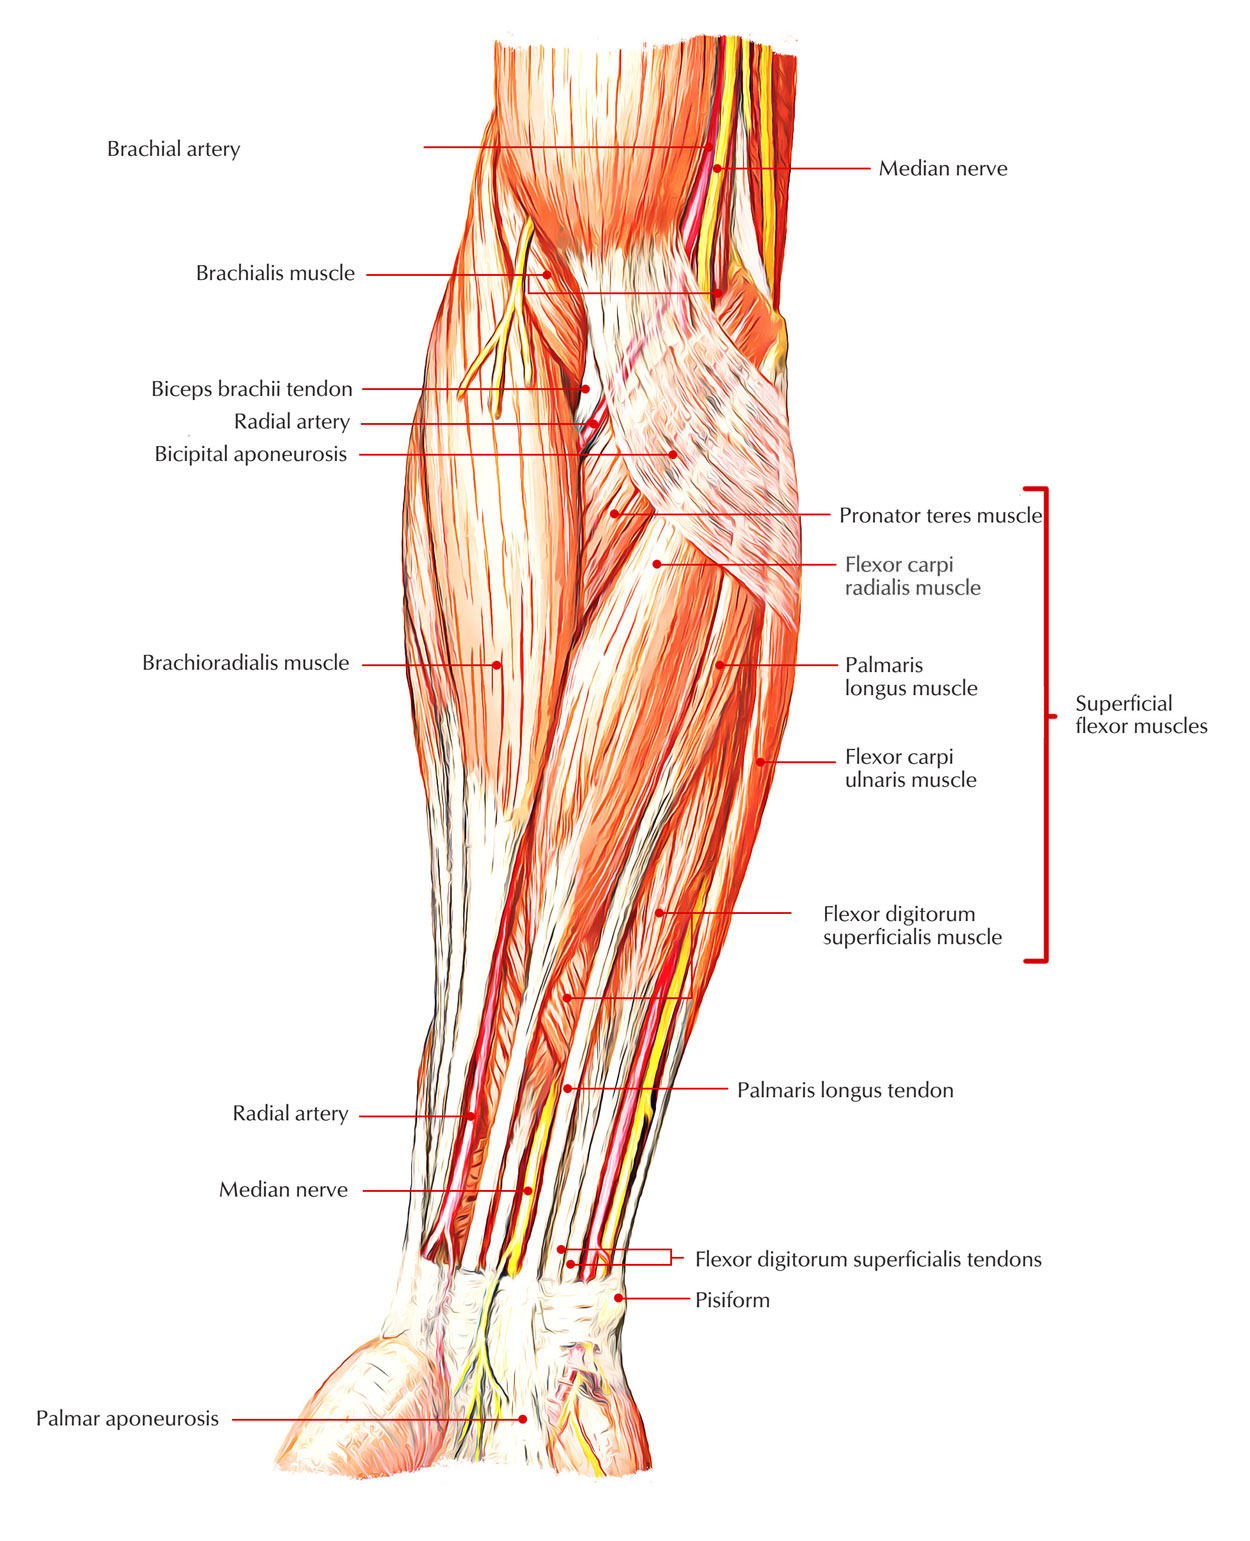 Brachial artery
Median nerve
Brachialis muscle
Biceps brachii tendon
Radial artery
Bicipital aponeurosis
Pronator teres muscle
Flexor carpi
radialis muscle
Brachioradialis muscle
Palmaris
longus muscle
Superficial
flexor muscles
Flexor carpi
ulnaris muscle
Flexor digitorum
superficialis muscle
Palmaris longus tendon
Radial artery
Median nerve
Flexor digitorum superficialis tendons
Pisiform
Palmar aponeurosis